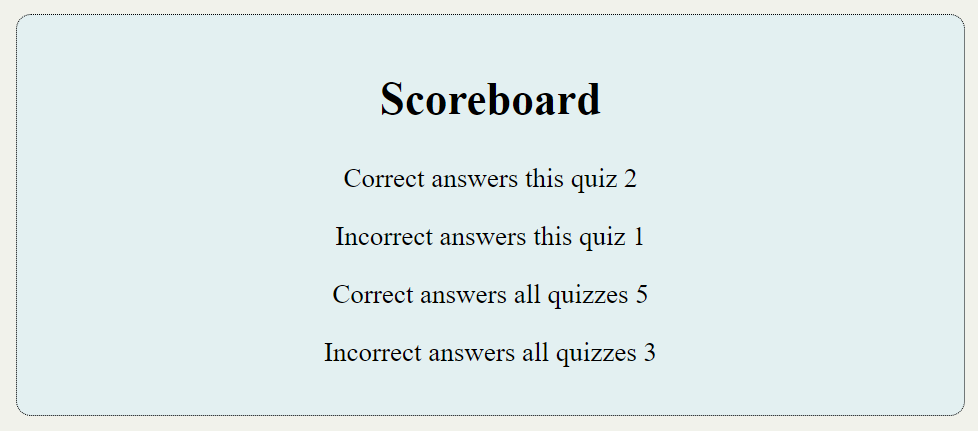 Scoreboard
Correct answers this quiz 2
Incorrect answers this quiz 1
Correct answers all quizzes 5
Incorrect answers all quizzes 3